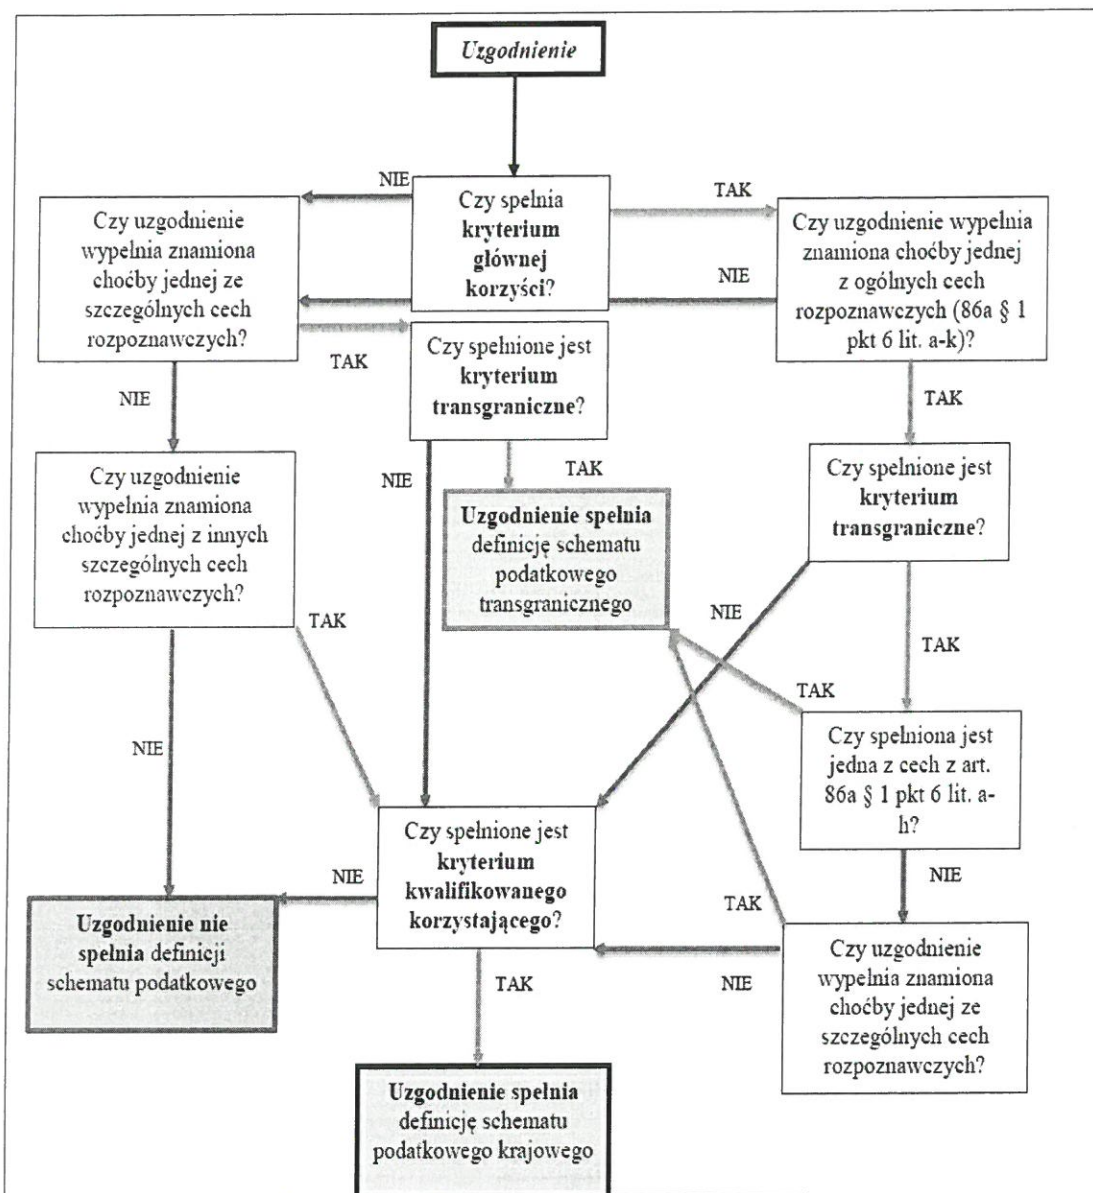 Uzgodnienie
NIE
Czy spełnia
kryterium
głównej
korzyści?
TAK
Czy uzgodnienie
wypełnia znamiona
choćby jednej ze
szczególnych cech
rozpoznawczych?
Czy uzgodnienie wypełnia
znamiona choćby jednej
z ogólnych cech
rozpoznawczych (86a § 1
pkt 6 lit. a-k)?
NIE
TAK
Czy spełnione jest
kryterium
transgraniczne?
NIE
TAK
NIE
TAK
Czy uzgodnienie
wypełnia znamiona
choćby jednej z innych
szczególnych cech
rozpoznawczych?
Uzgodnienie spełnia
definicję schematu
podatkowego
transgranicznego
Czy spełnione jest
kryterium
transgraniczne?
TAK
NIE
TAK
TAK
NIE
Czy spełniona jest
jedna z cech z art.
86a § 1 pkt 6 lit. a-
h?
Czy spełnione jest
kryterium
kwalifikowanego
korzystającego?
NIE
NIE
TAK
Uzgodnienie nie
spełnia definicji
schematu podatkowego
TAK
NIE
Czy uzgodnienie
wypełnia znamiona
choćby jednej ze
szczególnych cech
rozpoznawczych?
Uzgodnienie spełnia
definicję schematu
podatkowego krajowego